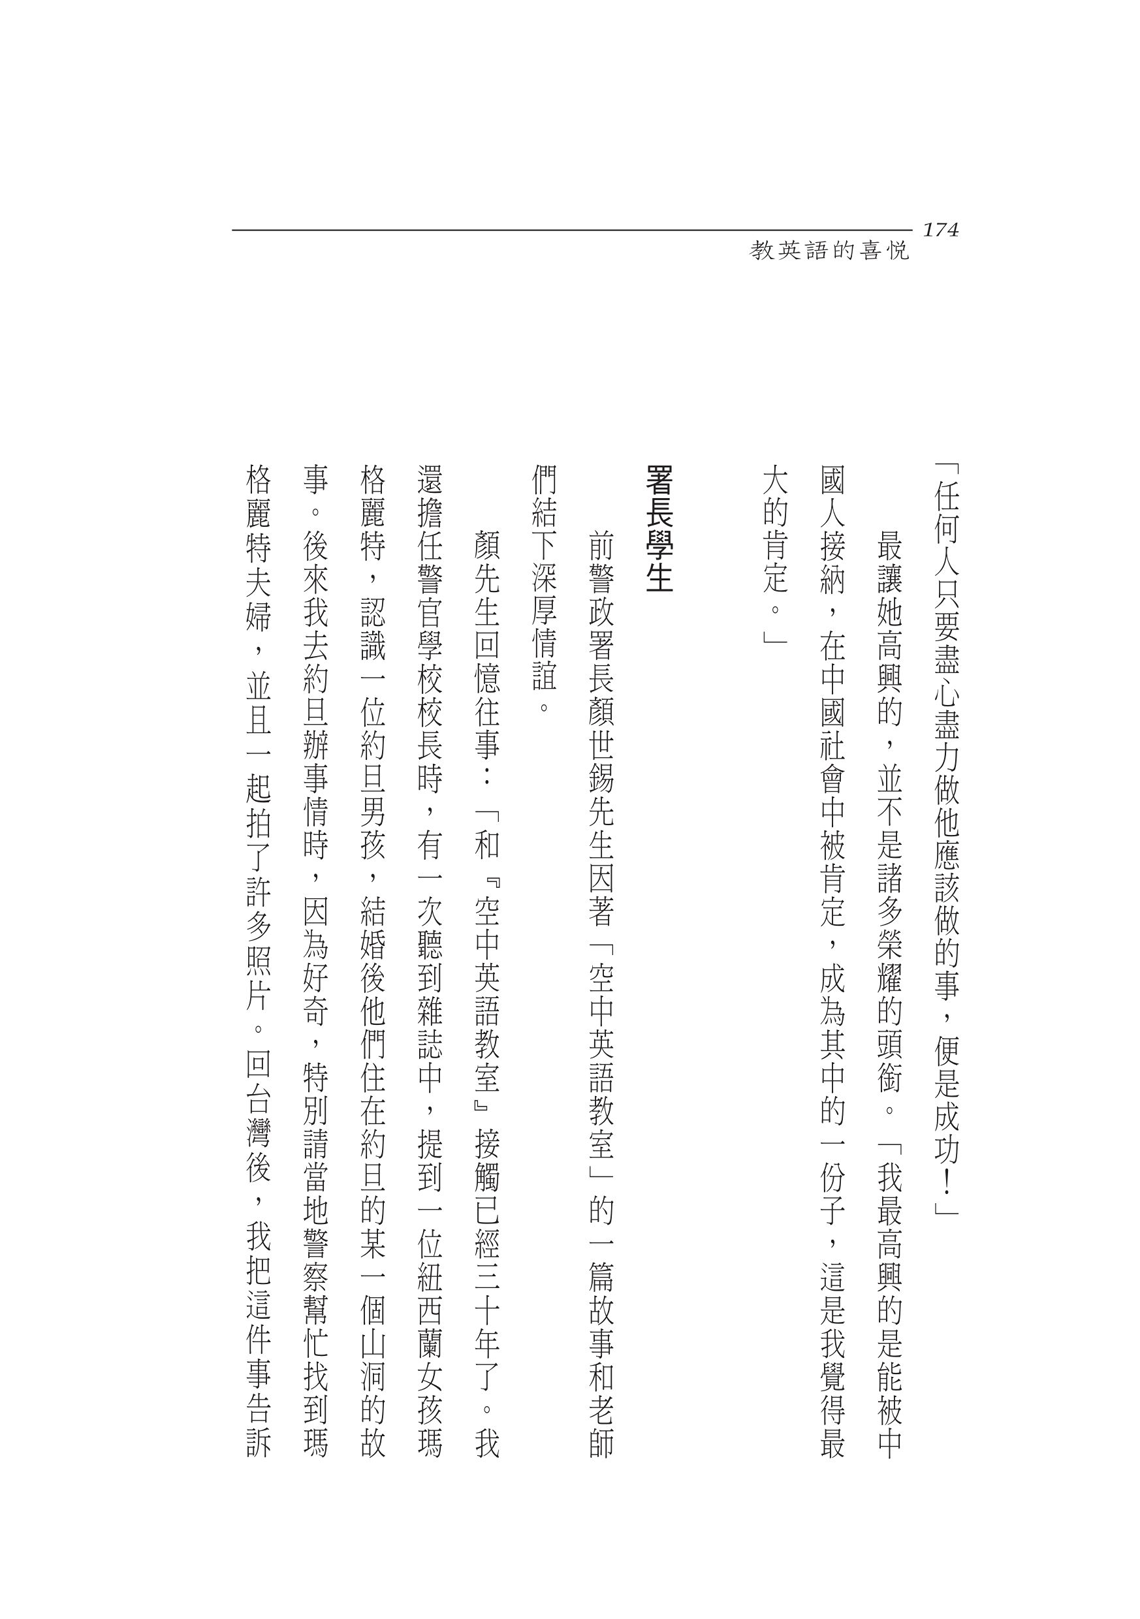 174
教英語的喜悅
「任何人只要盡心盡力做他應該做的事，便是成功！」
最讓她高興的，並不是諸多榮耀的頭銜。「我最高興的是能被中
國人接納，在中國社會中被肯定，成為其中的一份子，這是我覺得最
大的肯定。」
署長學生
前警政署長顏世錫先生因著「空中英語教室」的一篇故事和老師
們結下深厚情誼。
顏先生回憶往事：「和『空中英語教室』接觸已經三十年了。我
還擔任警官學校校長時，有一次聽到雜誌中，提到一位紐西蘭女孩瑪
格麗特，認識一位約旦男孩，結婚後他們住在約旦的某一個山洞的故
事。後來我去約旦辦事情時，因為好奇，特別請當地警察幫忙找到瑪
格麗特夫婦，並且一起拍了許多照片。回台灣後，我把這件事告訴